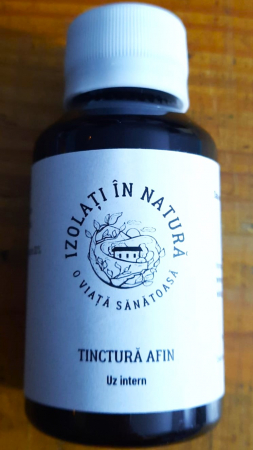 IZOLAȚI ÎN NATURĂ
O VIAȚĂ SĂNĂTOASĂ
TINCTURĂ AFIN
Uz intern